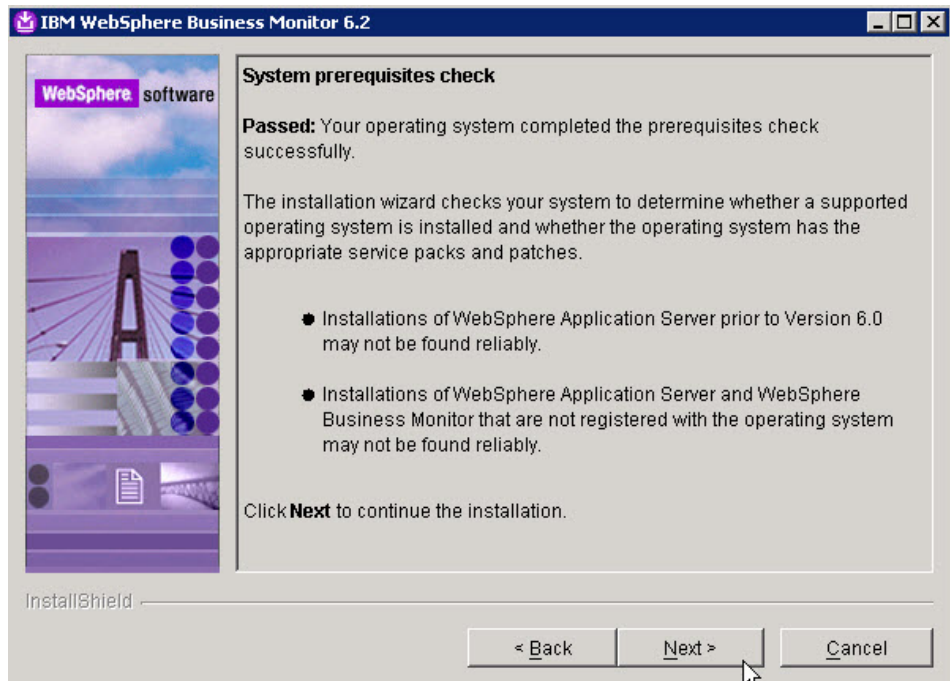 IBM WebSphere Business Monitor 6.2
WebSphere software
System prerequisites check
Passed: Your operating system completed the prerequisites check
successfully.
The installation wizard checks your system to determine whether a supported
operating system is installed and whether the operating system has the
appropriate service packs and patches.
● Installations of WebSphere Application Server prior to Version 6.0
may not be found reliably.
● Installations of WebSphere Application Server and WebSphere
Business Monitor that are not registered with the operating system
may not be found reliably.
Click Next to continue the installation.
InstallShield
< Back Next > Cancel